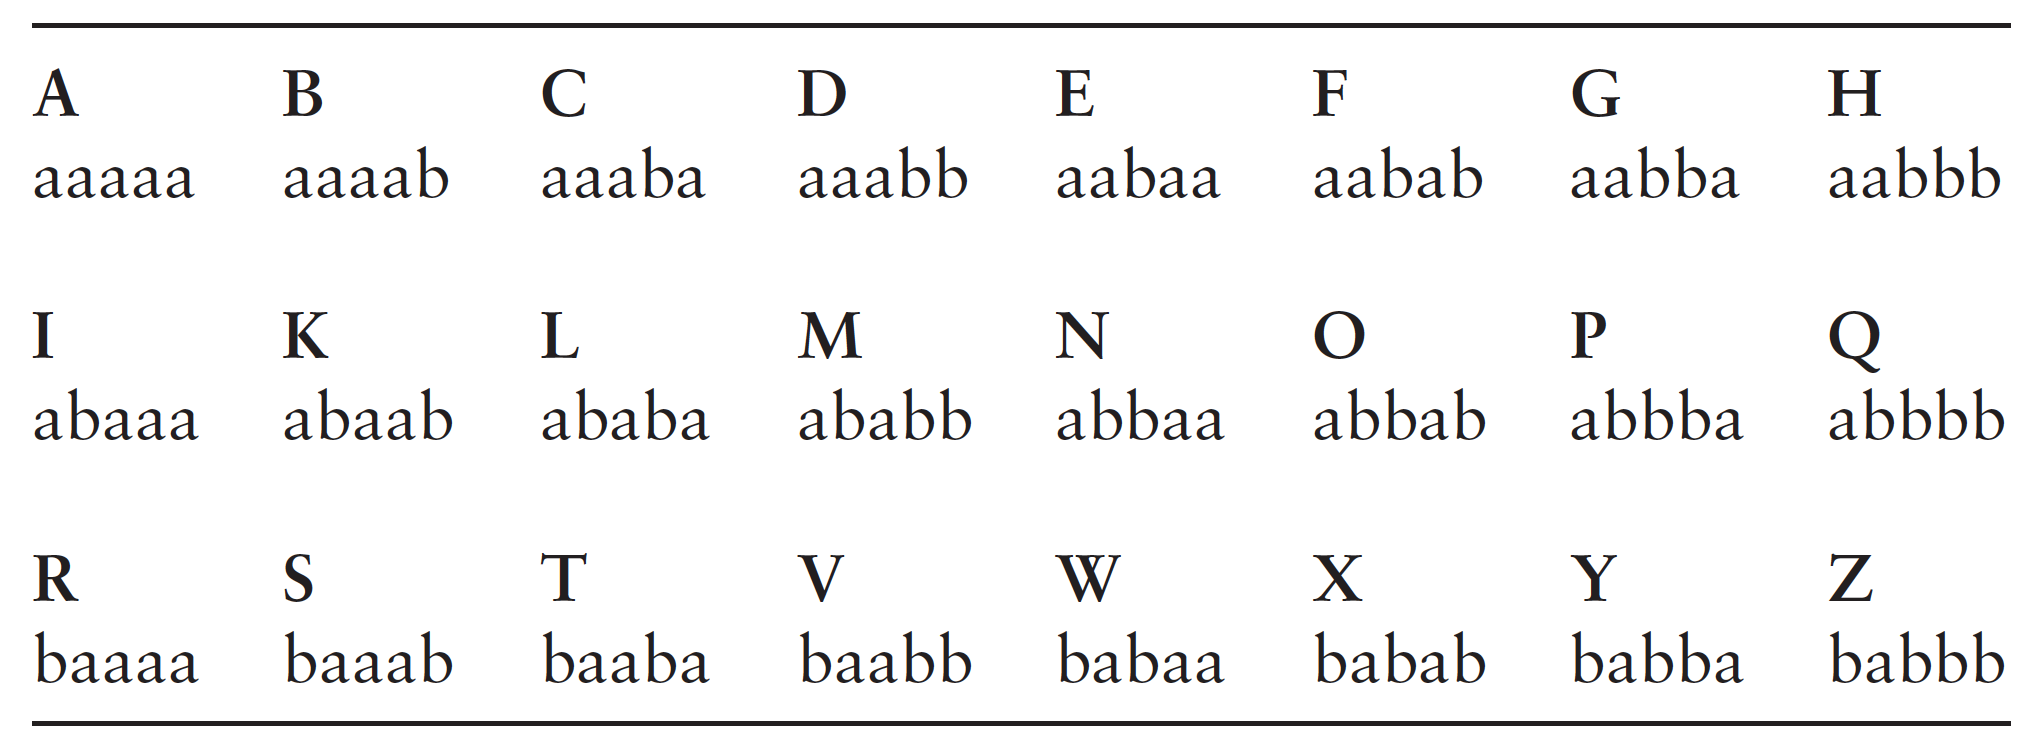 A B C D E F G H
aaaaa aaaab aaaba aaabb aabaa aabab aabba aabbb
I K L M N O P Q
abaaa abaab ababa ababb abbaa abbab abbba abbbb
R S T V W X Y Z
baaaa baaab baaba baabb babaa babab babba babbb